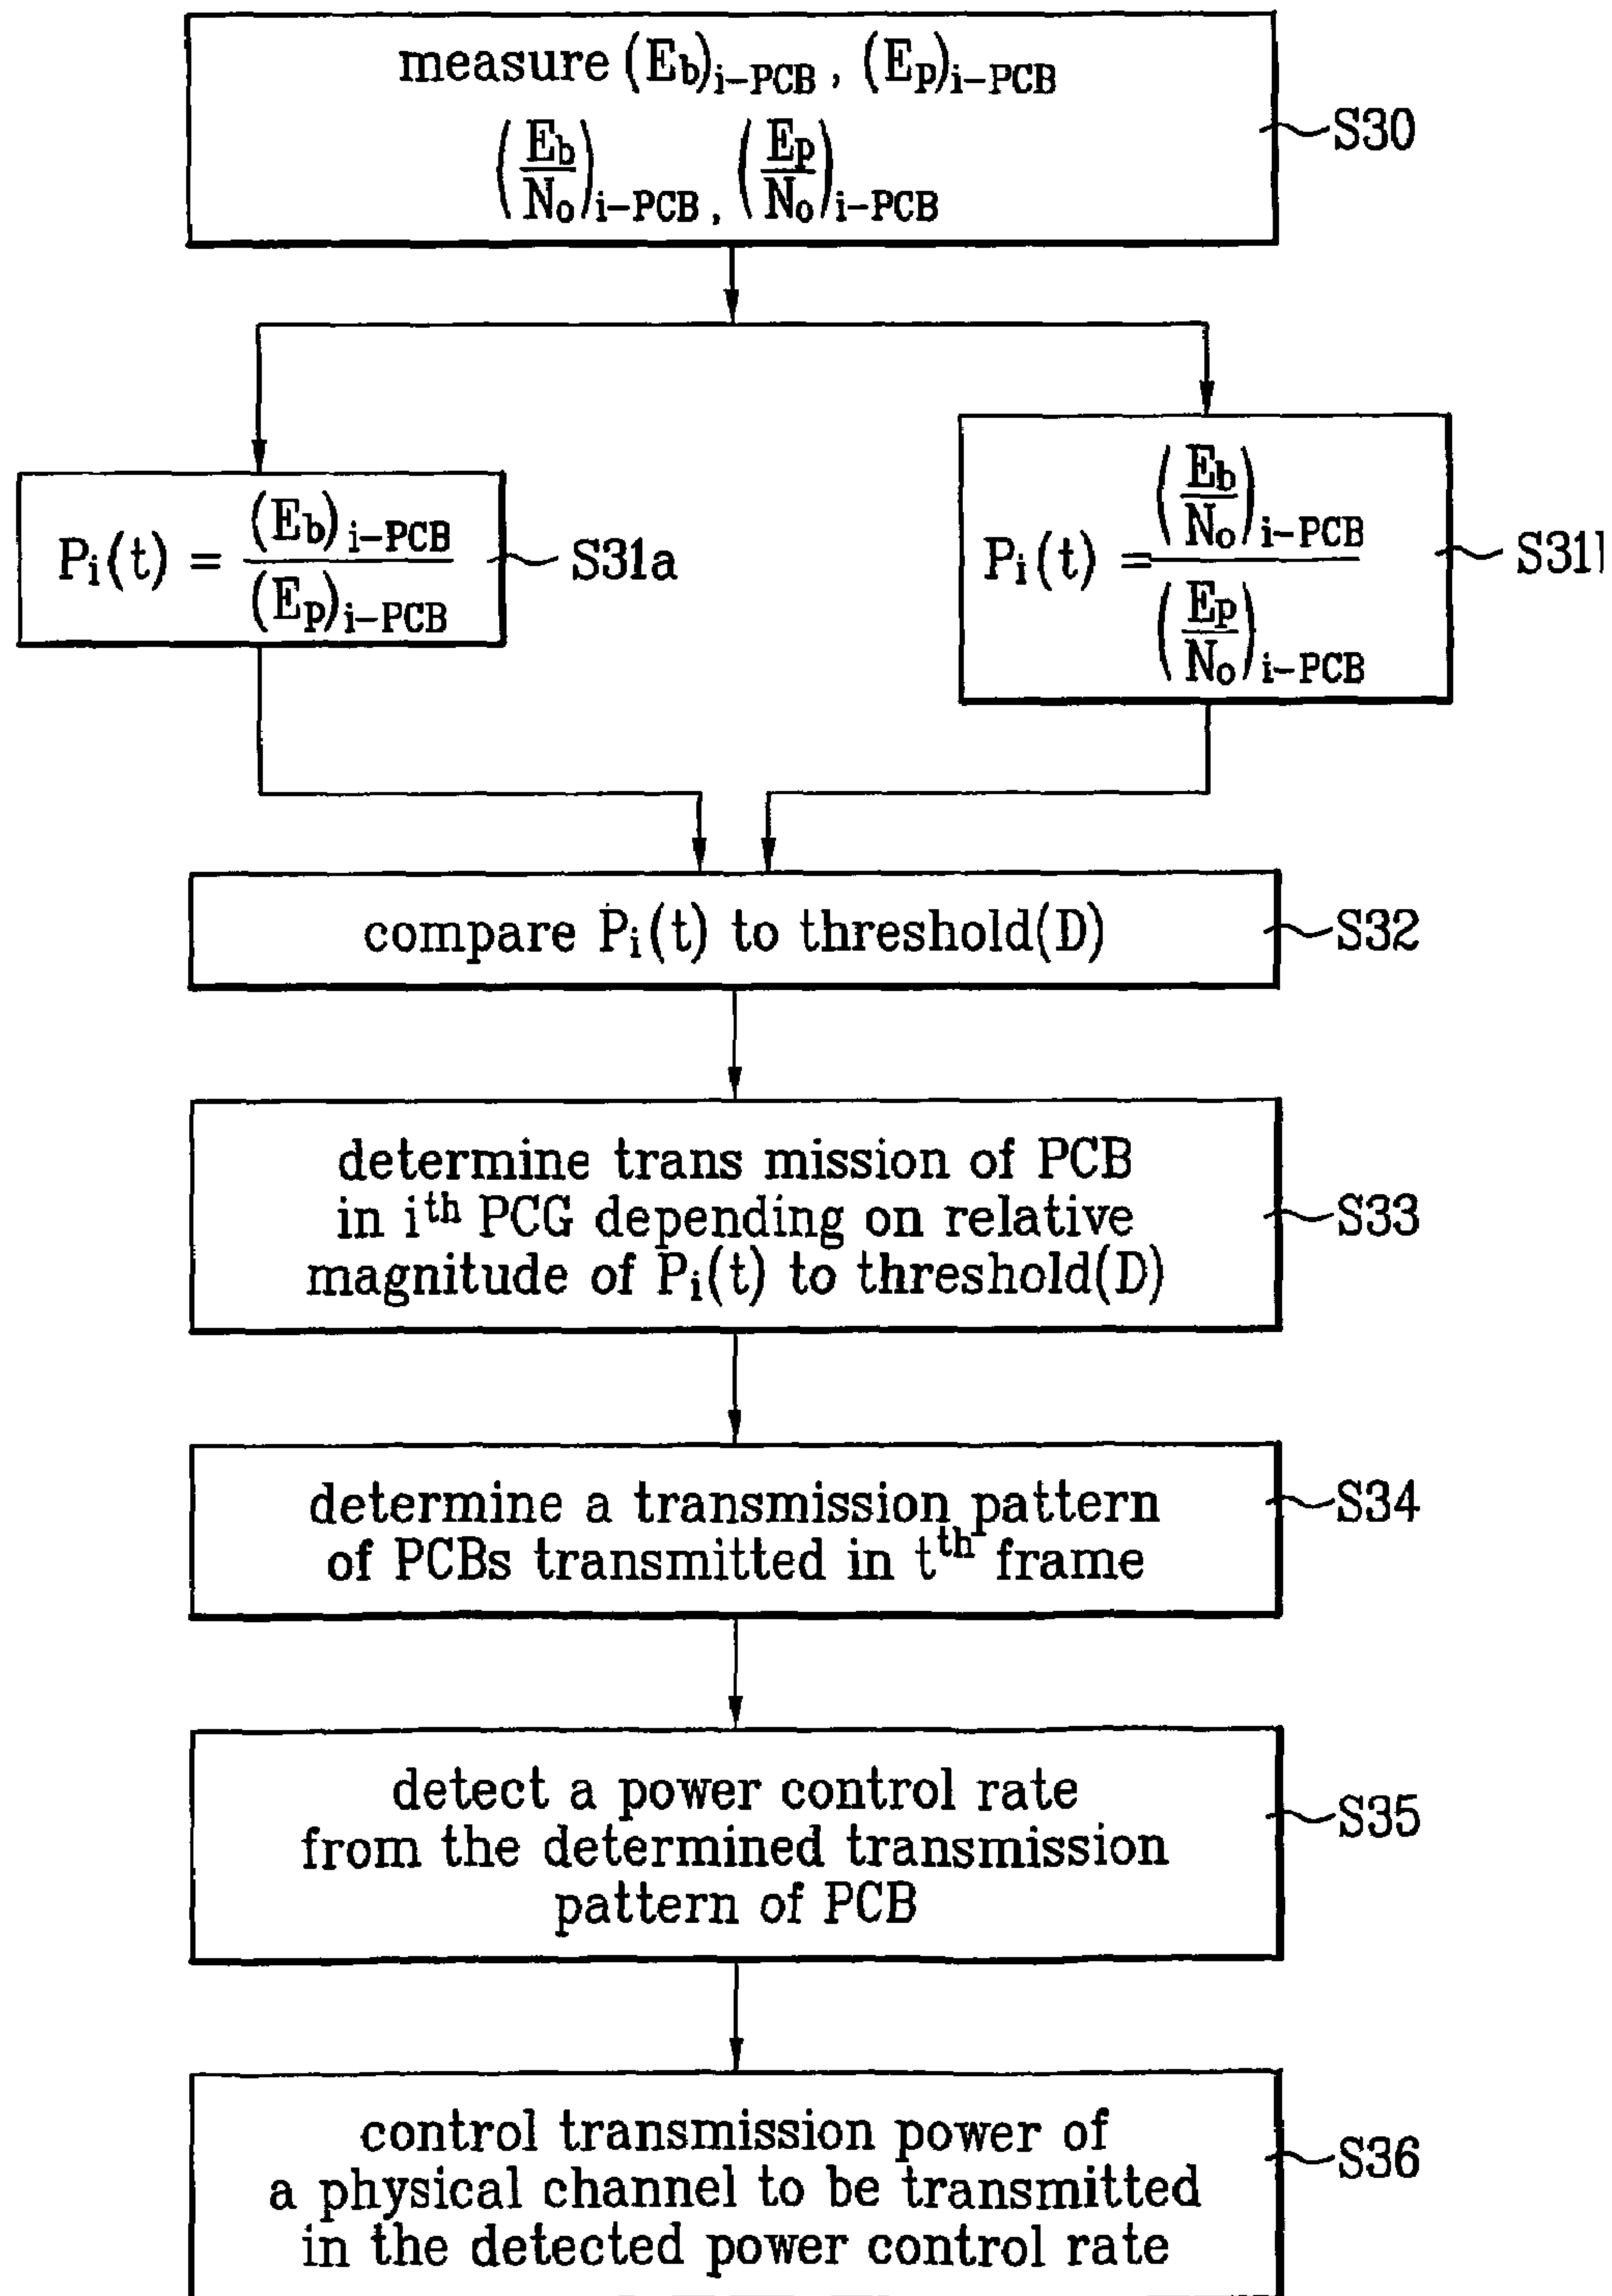 measure (Eb)i-PCB, (Ep)i-PCB
(Eb/No)i-PCB, (Ep/No)i-PCB
S30
Pi(t) = (Eb)i-PCB/(Ep)i-PCB
S31a
Pi(t) = (Eb/No)i-PCB/(Ep/No)i-PCB
compare Pi(t) to threshold(D)
S32
determine trans mission of PCB
in ith PCG depending on relative
magnitude of Pi(t) to threshold(D)
S33
determine a transmission pattern
of PCBs transmitted in tth frame
S34
detect a power control rate
from the determined transmission
pattern of PCB
S35
control transmission power of
a physical channel to be transmitted
in the detected power control rate
S36